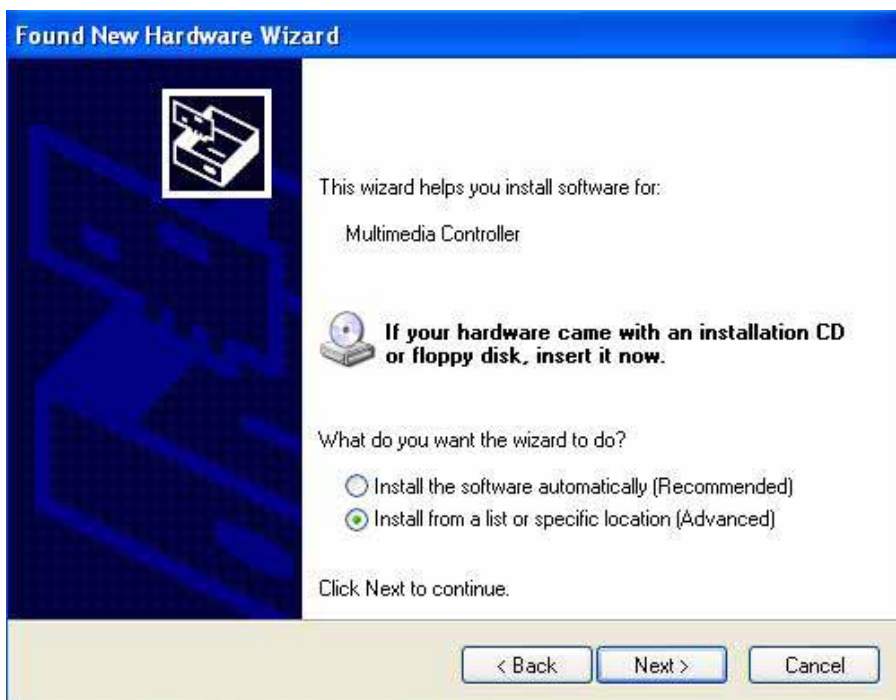 Found New Hardware Wizard
This wizard helps you install software for:
Multimedia Controller
If your hardware came with an installation CD
or floppy disk, insert it now.
What do you want the wizard to do?
Install the software automatically (Recommended)
Install from a list or specific location (Advanced)
Click Next to continue.
< Back Next > Cancel